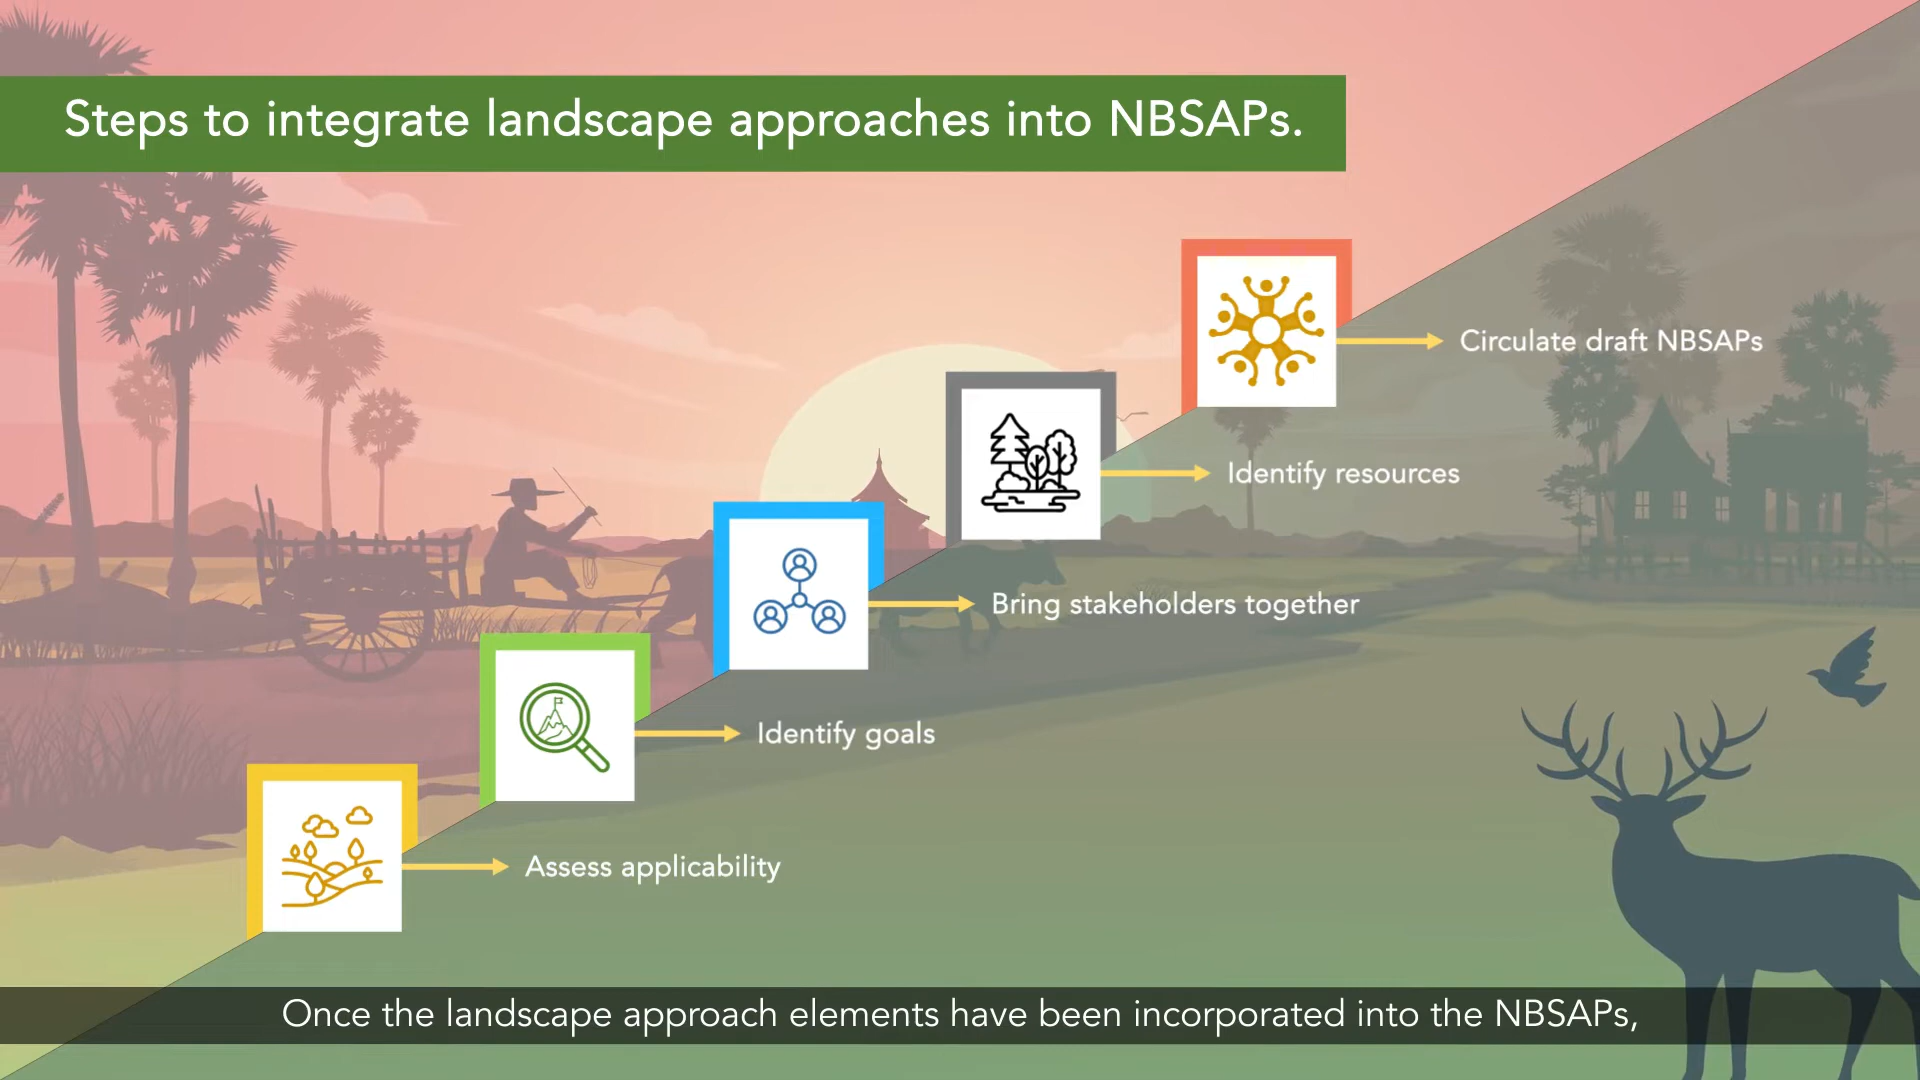 Steps to integrate landscape approaches into NBSAPs.
Circulate draft NBSAPs
Identify resources
Bring stakeholders together
Identify goals
Assess applicability
Once the landscape approach elements have been incorporated into the NBSAPs,